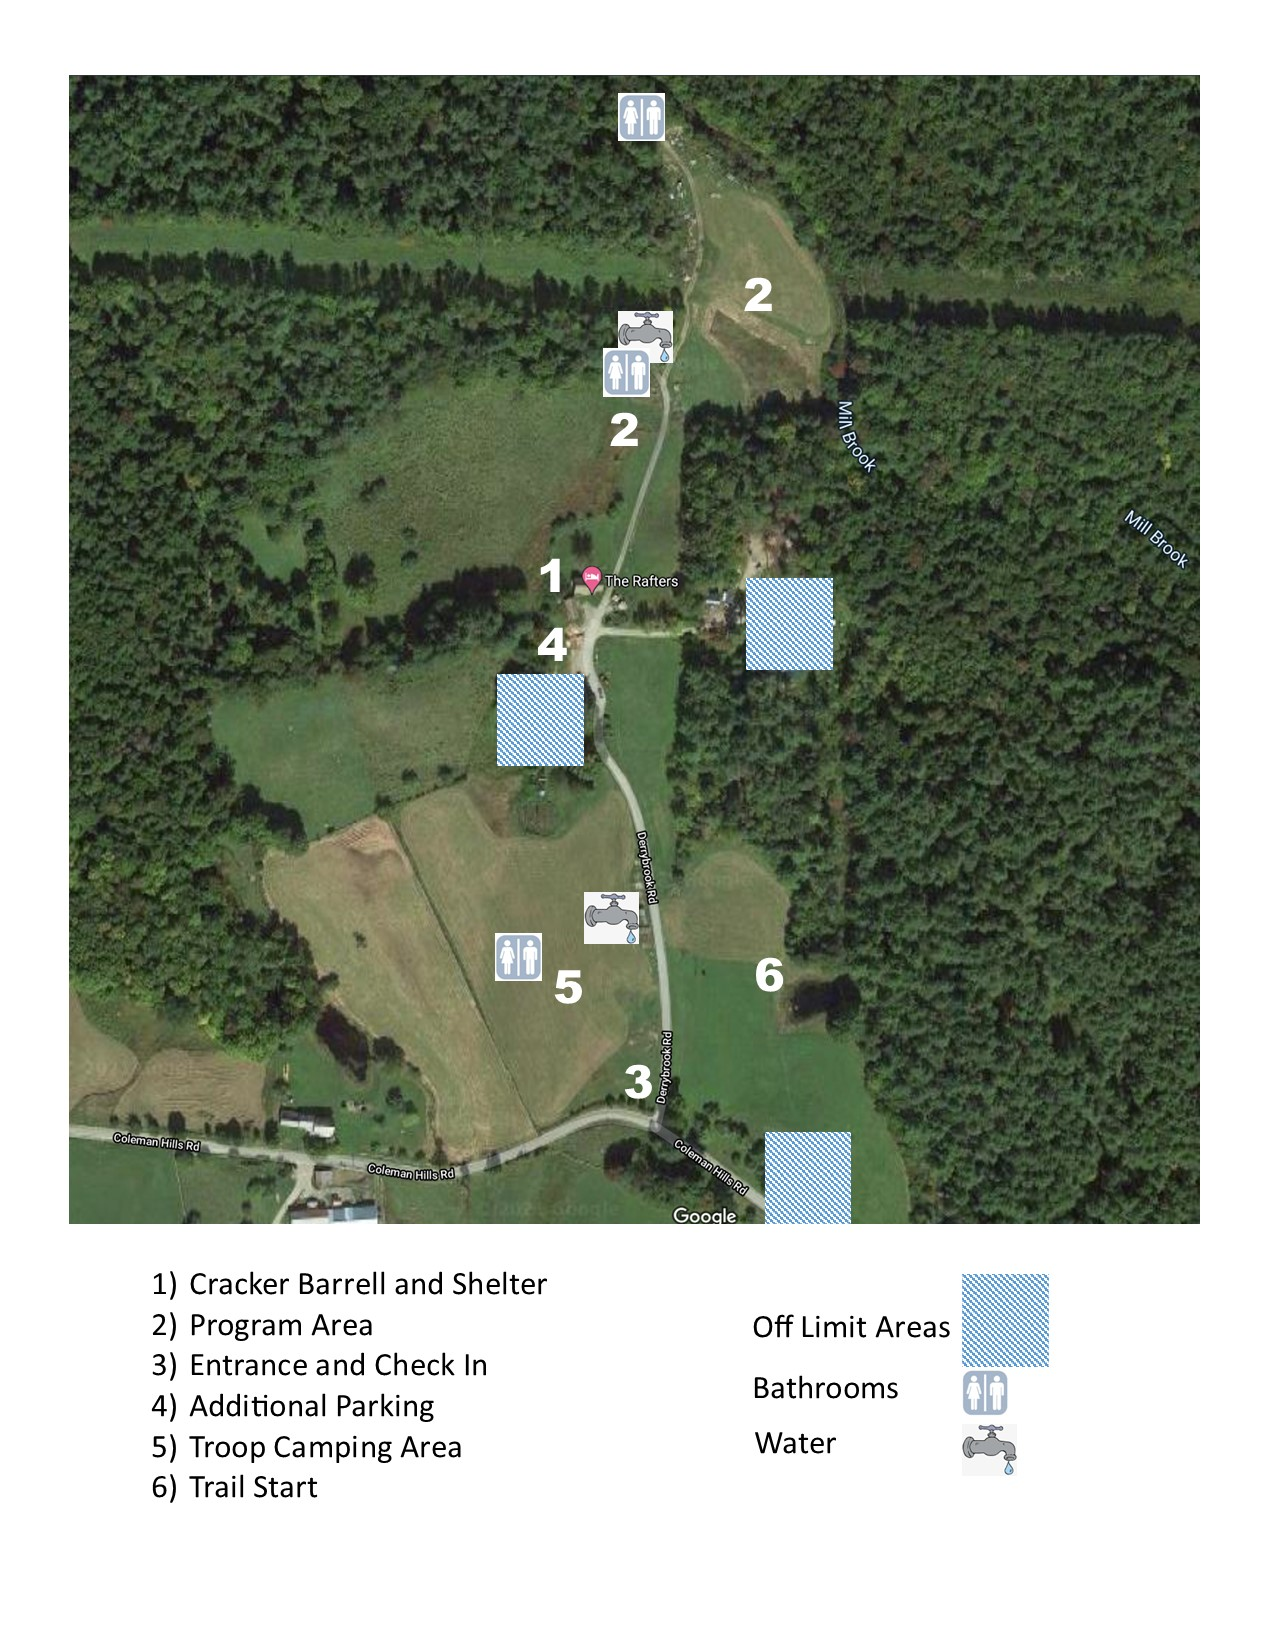 2
Mill Brook
2
Mill Brook
1
The Rafters
4
Derrybrook Rd
6
5
Derrybrook Rd
3
Coleman Hills Rd
Coleman Hills Rd
Coleman Hills Rd
Google
1) Cracker Barrell and Shelter
2) Program Area
3) Entrance and Check In
4) Additional Parking
5) Troop Camping Area
6) Trail Start
Off Limit Areas
Bathrooms
Water